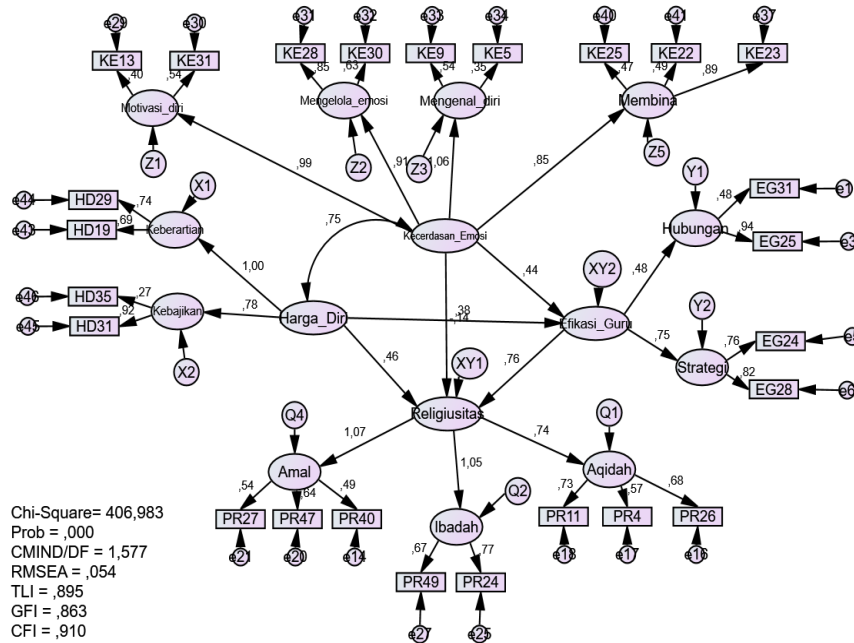 e29 e30 e31 e32 e33 e34 e40 e41 e37
KE13 KE31 KE28 KE30 KE9 KE5 KE25 KE22 KE23
,40 ,54 ,85 ,63 ,54 ,35 ,47 ,49 ,89
Motivasi_diri Mengelola_emosi Mengenal_diri Membina
Z1 Z2 Z3 Z5
,99 ,91 1,06 ,85
e44 HD29 ,74 X1
e43 HD19 ,69 Keberartian
Y1 ,48 EG31 e1
Hubungan ,94 EG25 e3
,75 Kecerdasan_Emosi
1,00 ,44 XY2 ,48
e46 HD35 ,27 Kebajikan ,78
e45 HD31 ,92
X2
Harga_Diri ,38 -,14 Efikasi_Guru
Y2 ,75 Strategi
,76 EG24
,82 EG28 e6
,46 XY1 ,76
Religiusitas
Q4 1,07 1,05 ,74 Q1
Amal Q2 Aqidah
,54 ,64 ,49 Ibadah ,73 ,57 ,68
PR27 PR47 PR40 PR11 PR4 PR26
e21 e20 e14 e18 e17 e16
,67 ,77
PR49 PR24
e27 e25
Chi-Square= 406,983
Prob = ,000
CMIND/DF = 1,577
RMSEA = ,054
TLI = ,895
GFI = ,863
CFI = ,910